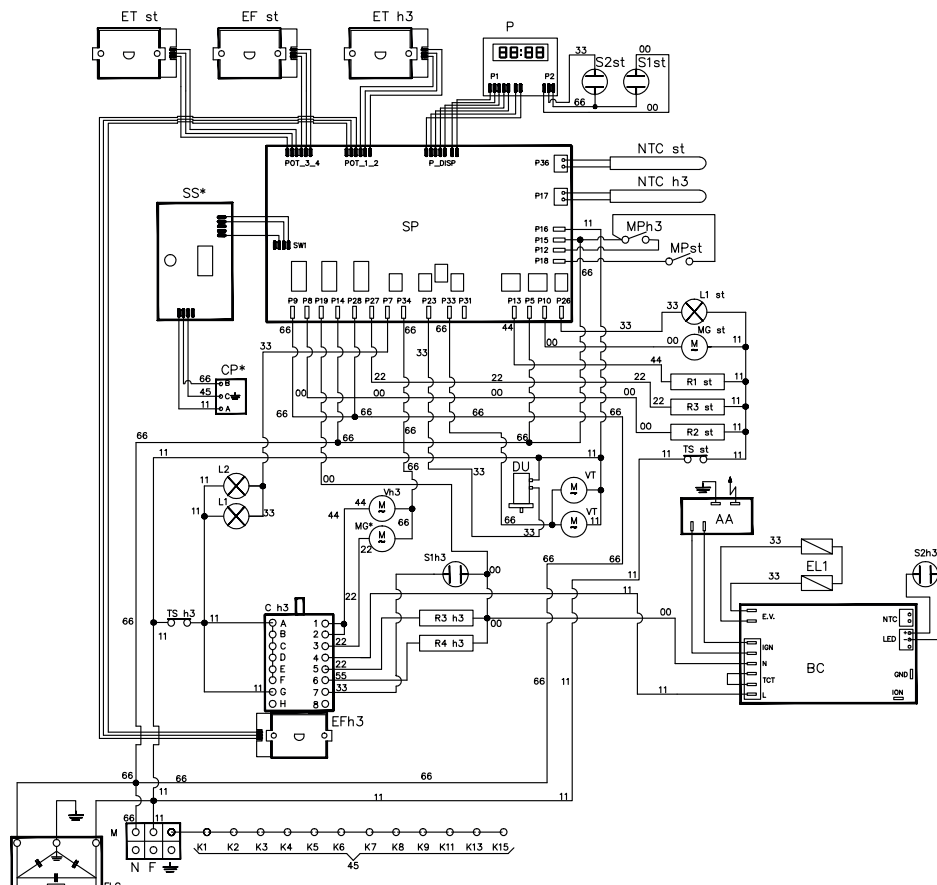 ET st EF st ET h3 P
88:88
P1 P2
33 S2st 00 S1st
66 00
POT_3_4 POT_1_2 P_DISP
P36 NTC st
P17 NTC h3
SS*
SW1
SP
P16 11
P15 MPh3
P12
P18 MPst
66
P9 P8 P19 P14 P28 P27 P7 P34 P23 P33 P31 P13 P5 P10 P26
66 66 66 44
33 L1 st
33
00 MG st
M
00
33 33
44 R1 st 11
CP*
66 B
45 C
11 A
22 22 22 R3 st 11
00 00 00 00 00 R2 st 11
66 66 66 66
66 66 66 66
11 11 11 TS st 11
L2
11
L1
11 33
00
Vh3
44 M
44
MG* 66
22 M
33
DU
VT
M
VT
66 M 11
33
AA
66 66
S1h3
00
11
33
EL1
33
S2h3
22
C h3
TS h3 11
11
66
A 1
B 2
C 3 22
D 4
E 5 22
F 6 55
G 7 33
H 8
11
R3 h3
R4 h3
00
00
11 11
E.V.
IGN
N
TCT
L
NTC
LED
BC
GND
ION
EFh3
66 11
66 66 66
11 11 11
66 11
M
N F
K1 K2 K3 K4 K5 K6 K7 K8 K9 K11 K13 K15
45